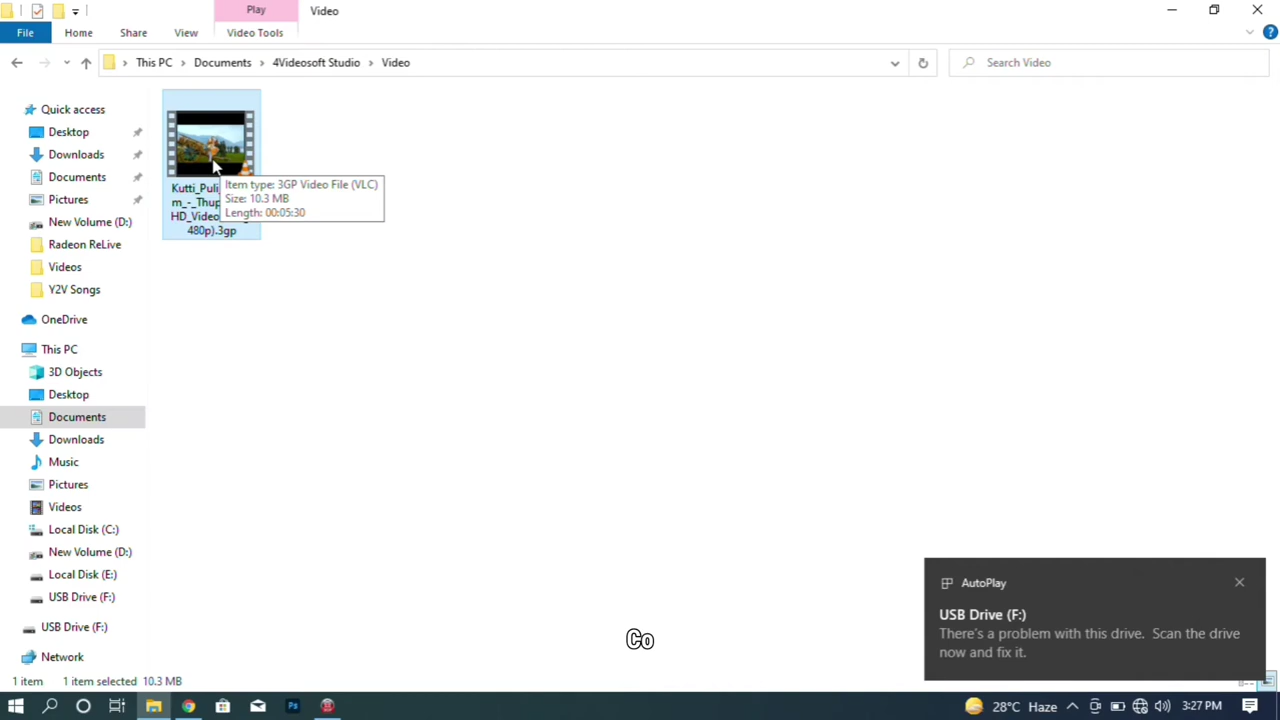 Play
Video
File
Home
Share
View
Video Tools
This PC
Documents
4Videosoft Studio
Video
Search Video
Quick access
Desktop
Downloads
Documents
Pictures
New Volume (D:)
Radeon ReLive
Videos
Y2V Songs
OneDrive
This PC
3D Objects
Desktop
Documents
Downloads
Music
Pictures
Videos
Local Disk (C:)
New Volume (D:)
Local Disk (E:)
USB Drive (F:)
USB Drive (F:)
Network
Item type: 3GP Video File (VLC)
Size: 10.3 MB
Length: 00:05:30
480p).3gp
AutoPlay
USB Drive (F:)
There's a problem with this drive. Scan the drive
now and fix it.
Co
1 item
1 item selected 10.3 MB
Ps
28°C Haze
3:27 PM